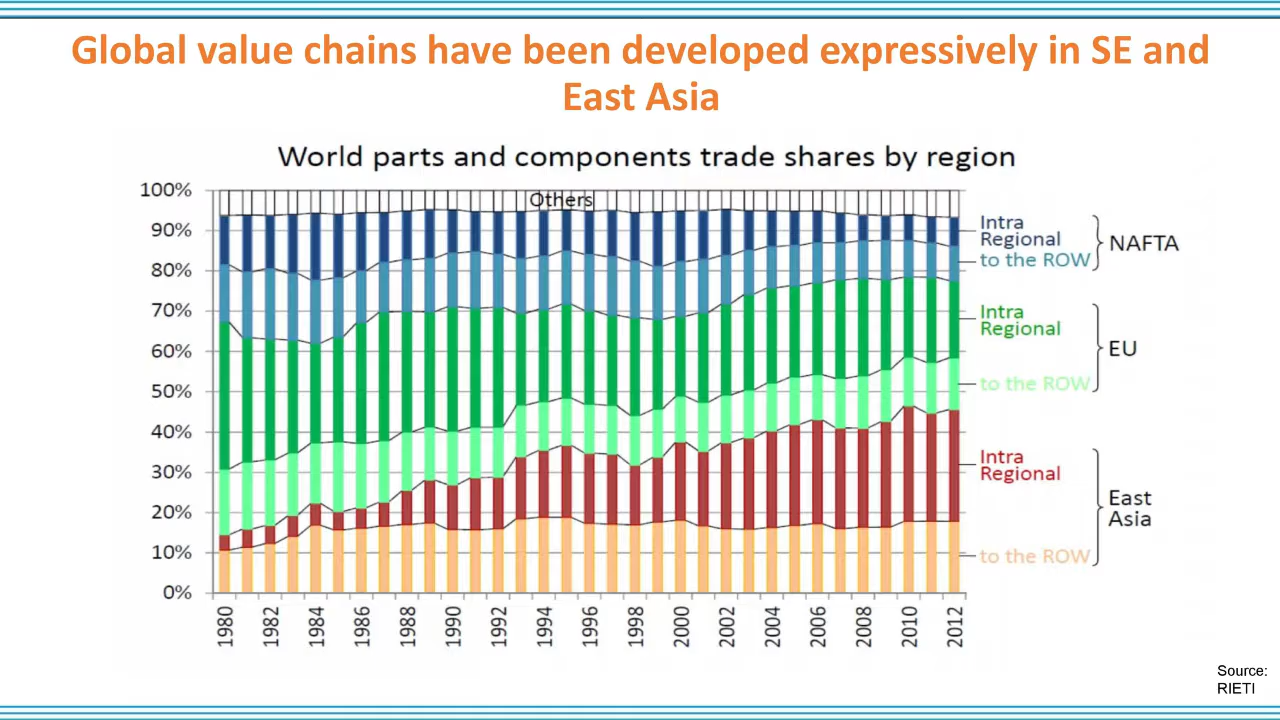 Global value chains have been developed expressively in SE and
East Asia
World parts and components trade shares by region
100%
90%
80%
70%
60%
50%
40%
30%
20%
10%
0%
Others
Intra
Regional
to the ROW
NAFTA
Intra
Regional
to the ROW
EU
Intra
Regional
to the ROW
East
Asia
1980
1982
1984
1986
1988
1990
1992
1994
1996
1998
2000
2002
2004
2006
2008
2010
2012
Source:
RIETI